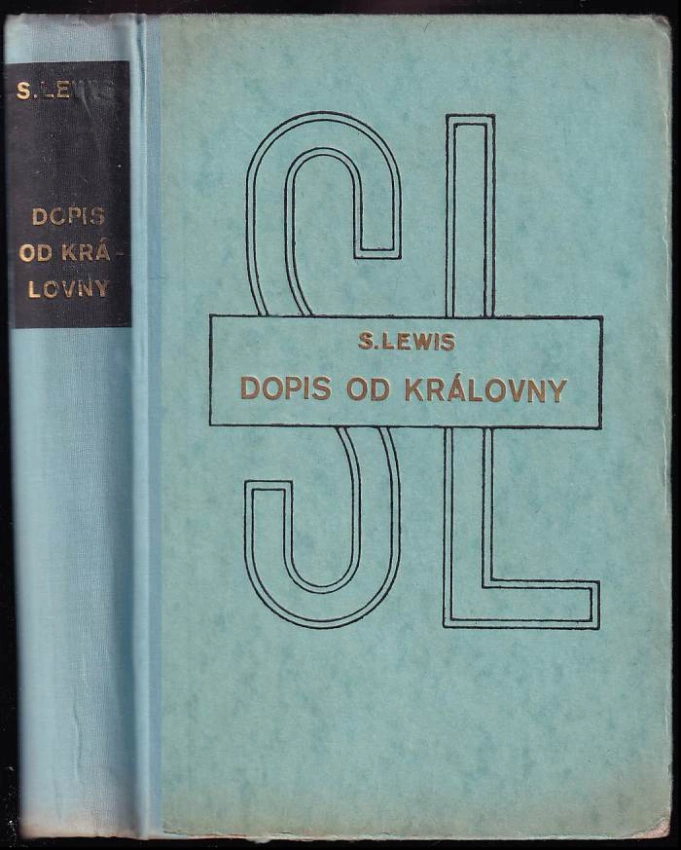 S. LEWIS
DOPIS
OD KRÁ-
LOVNY
SL
S. LEWIS
DOPIS OD KRÁLOVNY